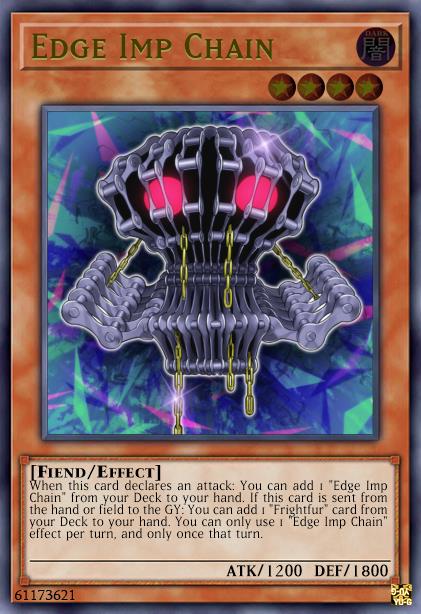 Edge Imp Chain
DARK
闇
[Fiend/Effect]
When this card declares an attack: You can add 1 "Edge Imp
Chain" from your Deck to your hand. If this card is sent from
the hand or field to the GY: You can add 1 "Frightfur" card from
your Deck to your hand. You can only use 1 "Edge Imp Chain"
effect per turn, and only once that turn.
ATK/1200 DEF/1800
61173621